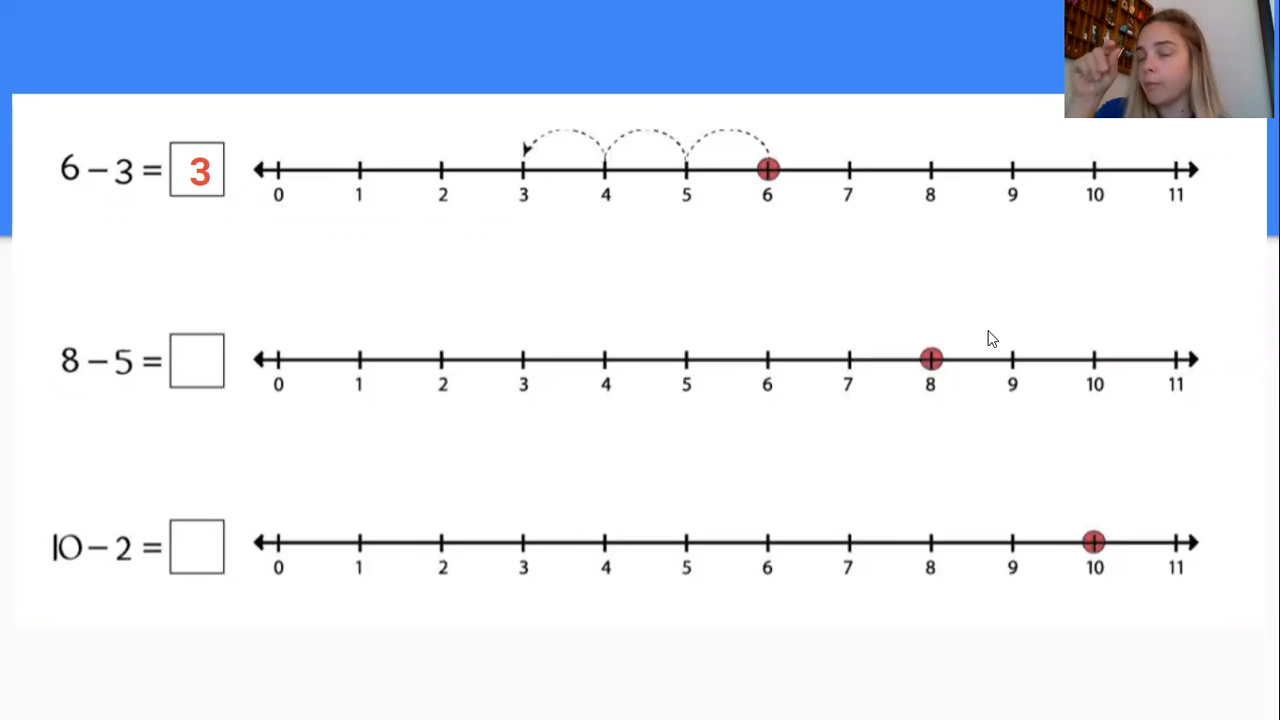 6 – 3 = 3
0 1 2 3 4 5 6 7 8 9 10 11
8 – 5 =
0 1 2 3 4 5 6 7 8 9 10 11
10 – 2 =
0 1 2 3 4 5 6 7 8 9 10 11